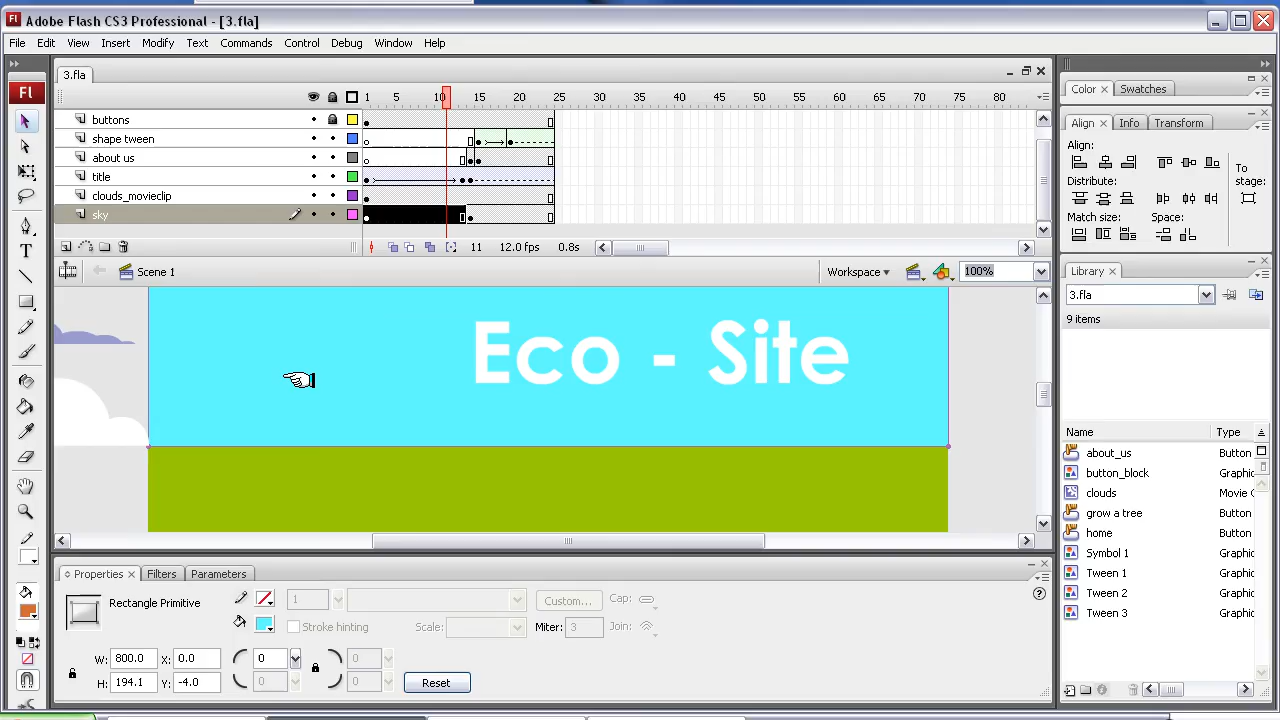 Adobe Flash CS3 Professional - [3.fla]
File Edit View Insert Modify Text Commands Control Debug Window Help
3.fla
1 5 10 15 20 25 30 35 40 45 50 55 60 65 70 75 80
buttons
shape tween
about us
title
clouds_movieclip
sky
11 12.0 fps 0.8s
Scene 1
Workspace
100%
Eco - Site
Properties Filters Parameters
Rectangle Primitive
1
Custom...
Cap:
Stroke hinting
Scale:
Miter: 3
Join:
W: 800.0 X: 0.0
H: 194.1 Y: -4.0
0 0
0 0
Reset
Color Swatches
Align Info Transform
Align:
Distribute:
Match size: Space:
To stage:
Library
3.fla
9 items
Name Type
about_us Button
button_block Graphic
clouds Movie C
grow a tree Button
home Button
Symbol 1 Graphic
Tween 1 Graphic
Tween 2 Graphic
Tween 3 Graphic